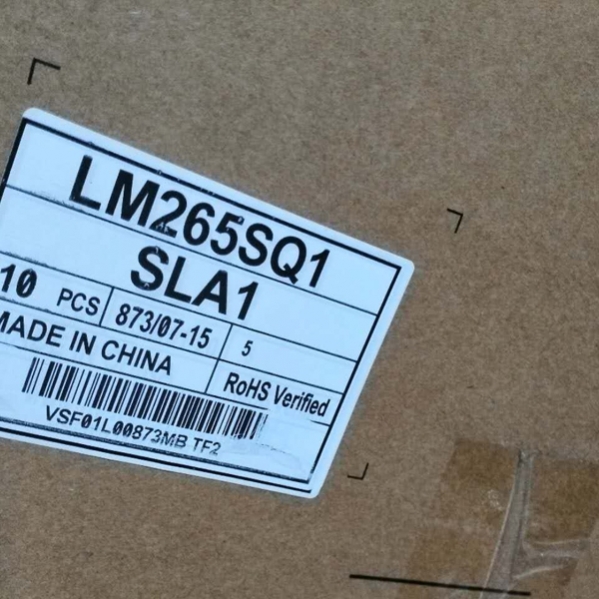 LM265SQ1
SLA1
10 PCS 873/07-15 5
MADE IN CHINA RoHS Verified
VSF01L00873MB TF2